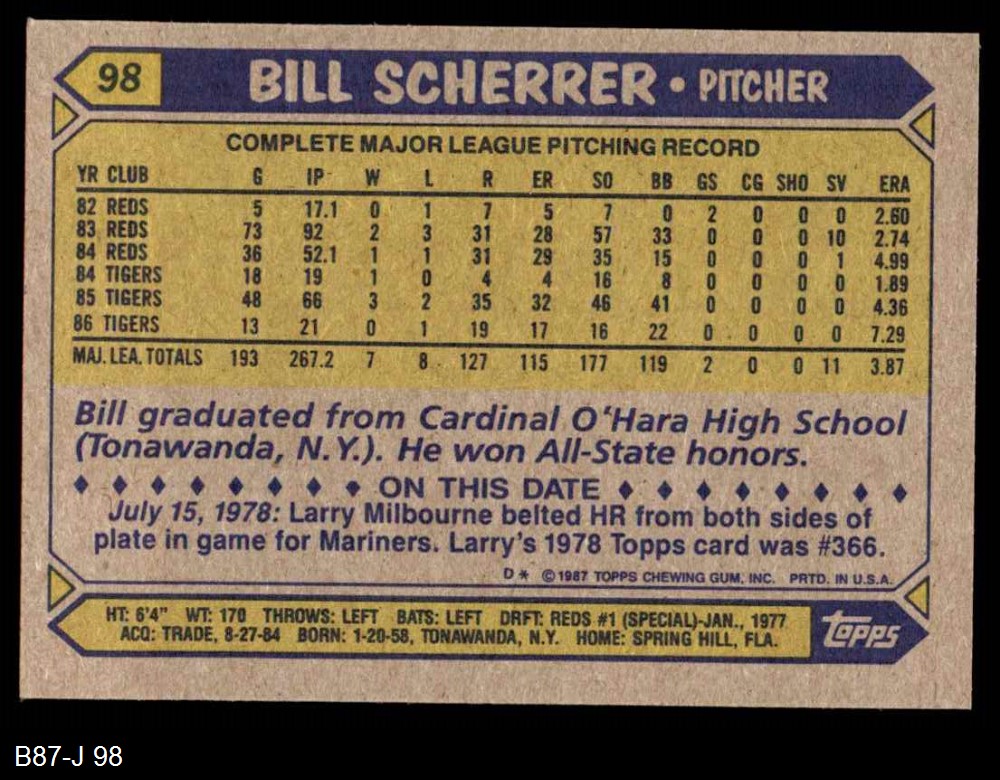 98 BILL SCHERRER • PITCHER
COMPLETE MAJOR LEAGUE PITCHING RECORD
YR CLUB G IP W L R ER SO BB GS CG SHO SV ERA
82 REDS 5 17.1 0 1 7 5 7 0 2 0 0 0 2.60
83 REDS 73 92 2 3 31 28 57 33 0 0 0 10 2.74
84 REDS 36 52.1 1 1 31 29 35 15 0 0 0 1 4.99
84 TIGERS 18 19 1 0 4 4 16 8 0 0 0 0 1.89
85 TIGERS 48 66 3 2 35 32 46 41 0 0 0 0 4.36
86 TIGERS 13 21 0 1 19 17 16 22 0 0 0 0 7.29
MAJ. LEA. TOTALS 193 267.2 7 8 127 115 177 119 2 0 0 11 3.87
Bill graduated from Cardinal O'Hara High School
(Tonawanda, N.Y.). He won All-State honors.
♦ ♦ ♦ ♦ ♦ ♦ ♦ ♦ ON THIS DATE ♦ ♦ ♦ ♦ ♦ ♦ ♦ ♦
July 15, 1978: Larry Milbourne belted HR from both sides of
plate in game for Mariners. Larry's 1978 Topps card was #366.
D* © 1987 TOPPS CHEWING GUM, INC. PRTD. IN U.S.A.
HT: 6'4" WT: 170 THROWS: LEFT BATS: LEFT DRFT: REDS #1 (SPECIAL)-JAN., 1977
ACQ: TRADE, 8-27-84 BORN: 1-20-58, TONAWANDA, N.Y. HOME: SPRING HILL, FLA.
topps
B87-J 98